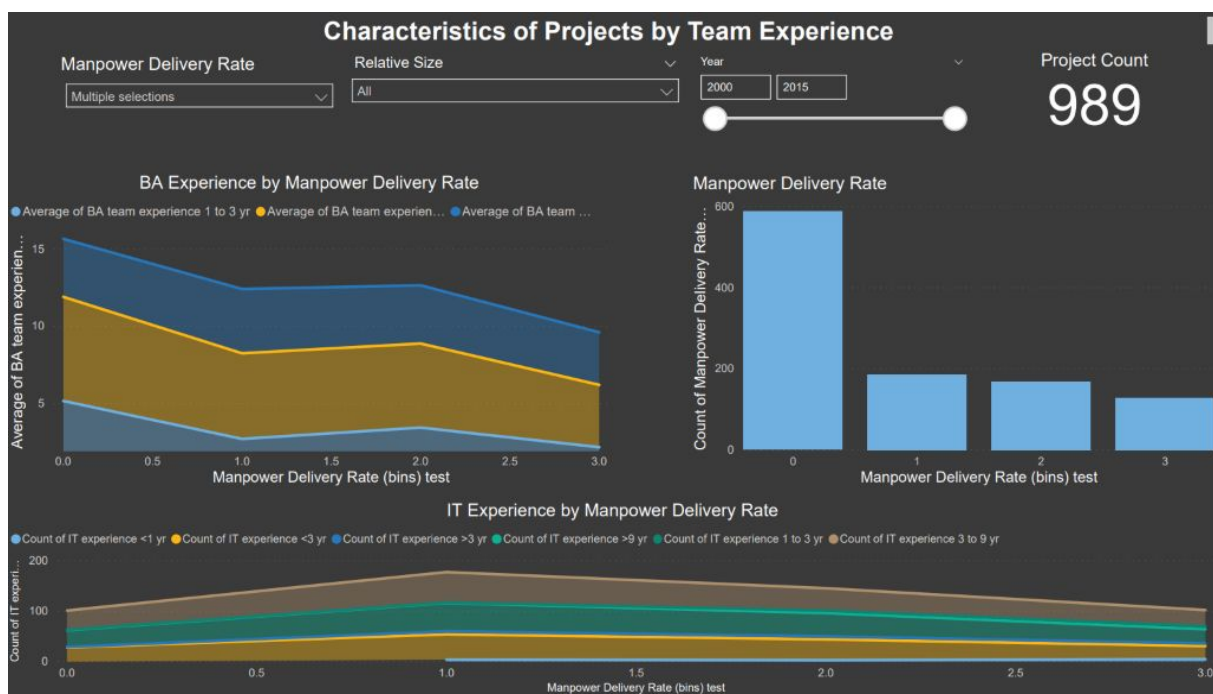 Characteristics of Projects by Team Experience
Manpower Delivery Rate
Multiple selections
Relative Size
All
Year
2000 2015
Project Count
989
BA Experience by Manpower Delivery Rate
Average of BA team experience 1 to 3 yr Average of BA team experien… Average of BA team …
Average of BA team experien…
15
10
5
0.0 0.5 1.0 1.5 2.0 2.5 3.0
Manpower Delivery Rate (bins) test
Manpower Delivery Rate
Count of Manpower Delivery Rate…
600
400
200
0
0 1 2 3
Manpower Delivery Rate (bins) test
IT Experience by Manpower Delivery Rate
Count of IT experience <1 yr Count of IT experience <3 yr Count of IT experience >3 yr Count of IT experience >9 yr Count of IT experience 1 to 3 yr Count of IT experience 3 to 9 yr
Count of IT experi…
200
100
0
0.0 0.5 1.0 1.5 2.0 2.5 3.0
Manpower Delivery Rate (bins) test